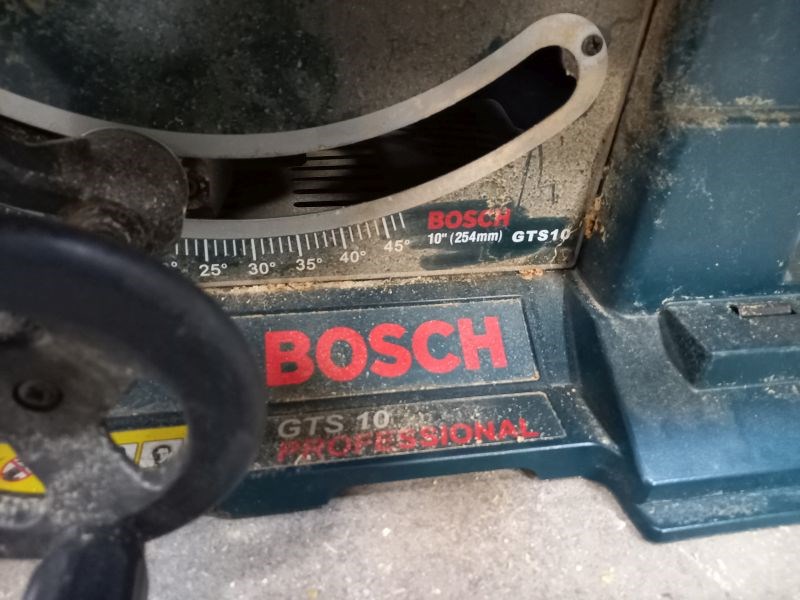 25° 30° 35° 40° 45°
BOSCH
10" (254mm) GTS10
BOSCH
GTS 10
PROFESSIONAL